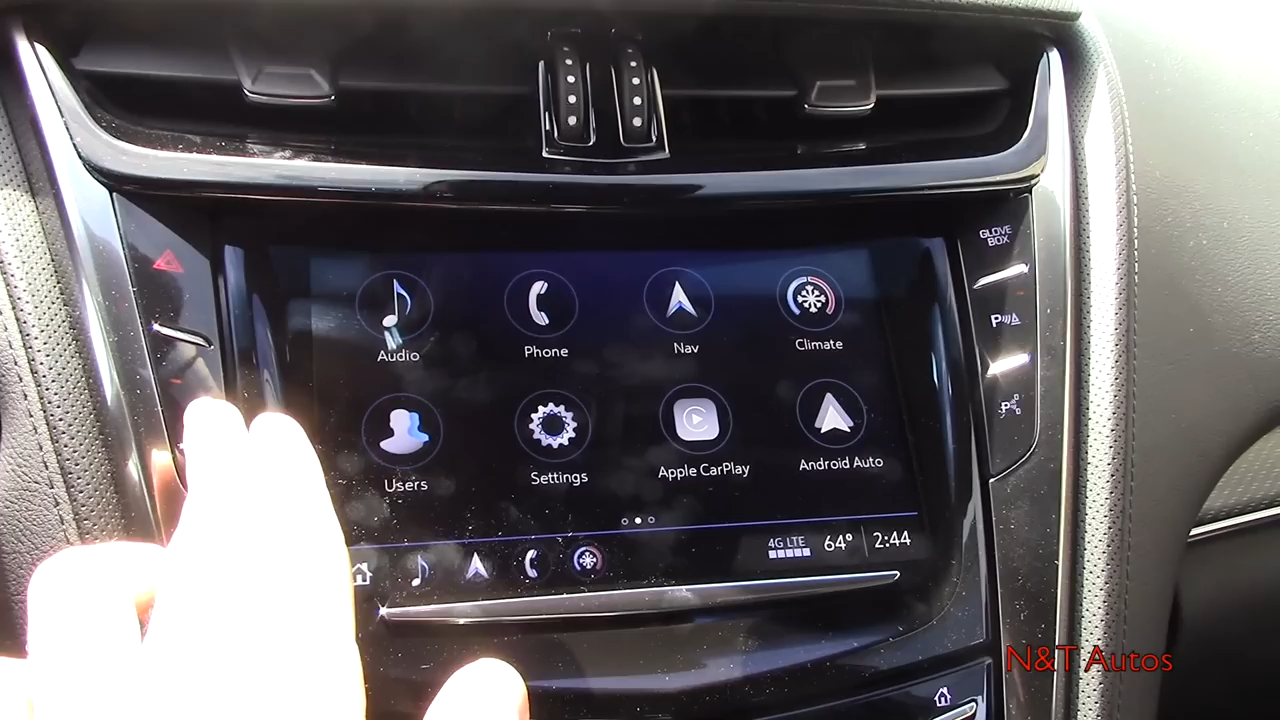 GLOVE
BOX
P
P
Audio
Phone
Nav
Climate
Users
Settings
Apple CarPlay
Android Auto
4G LTE
64°
2:44
N&T Autos